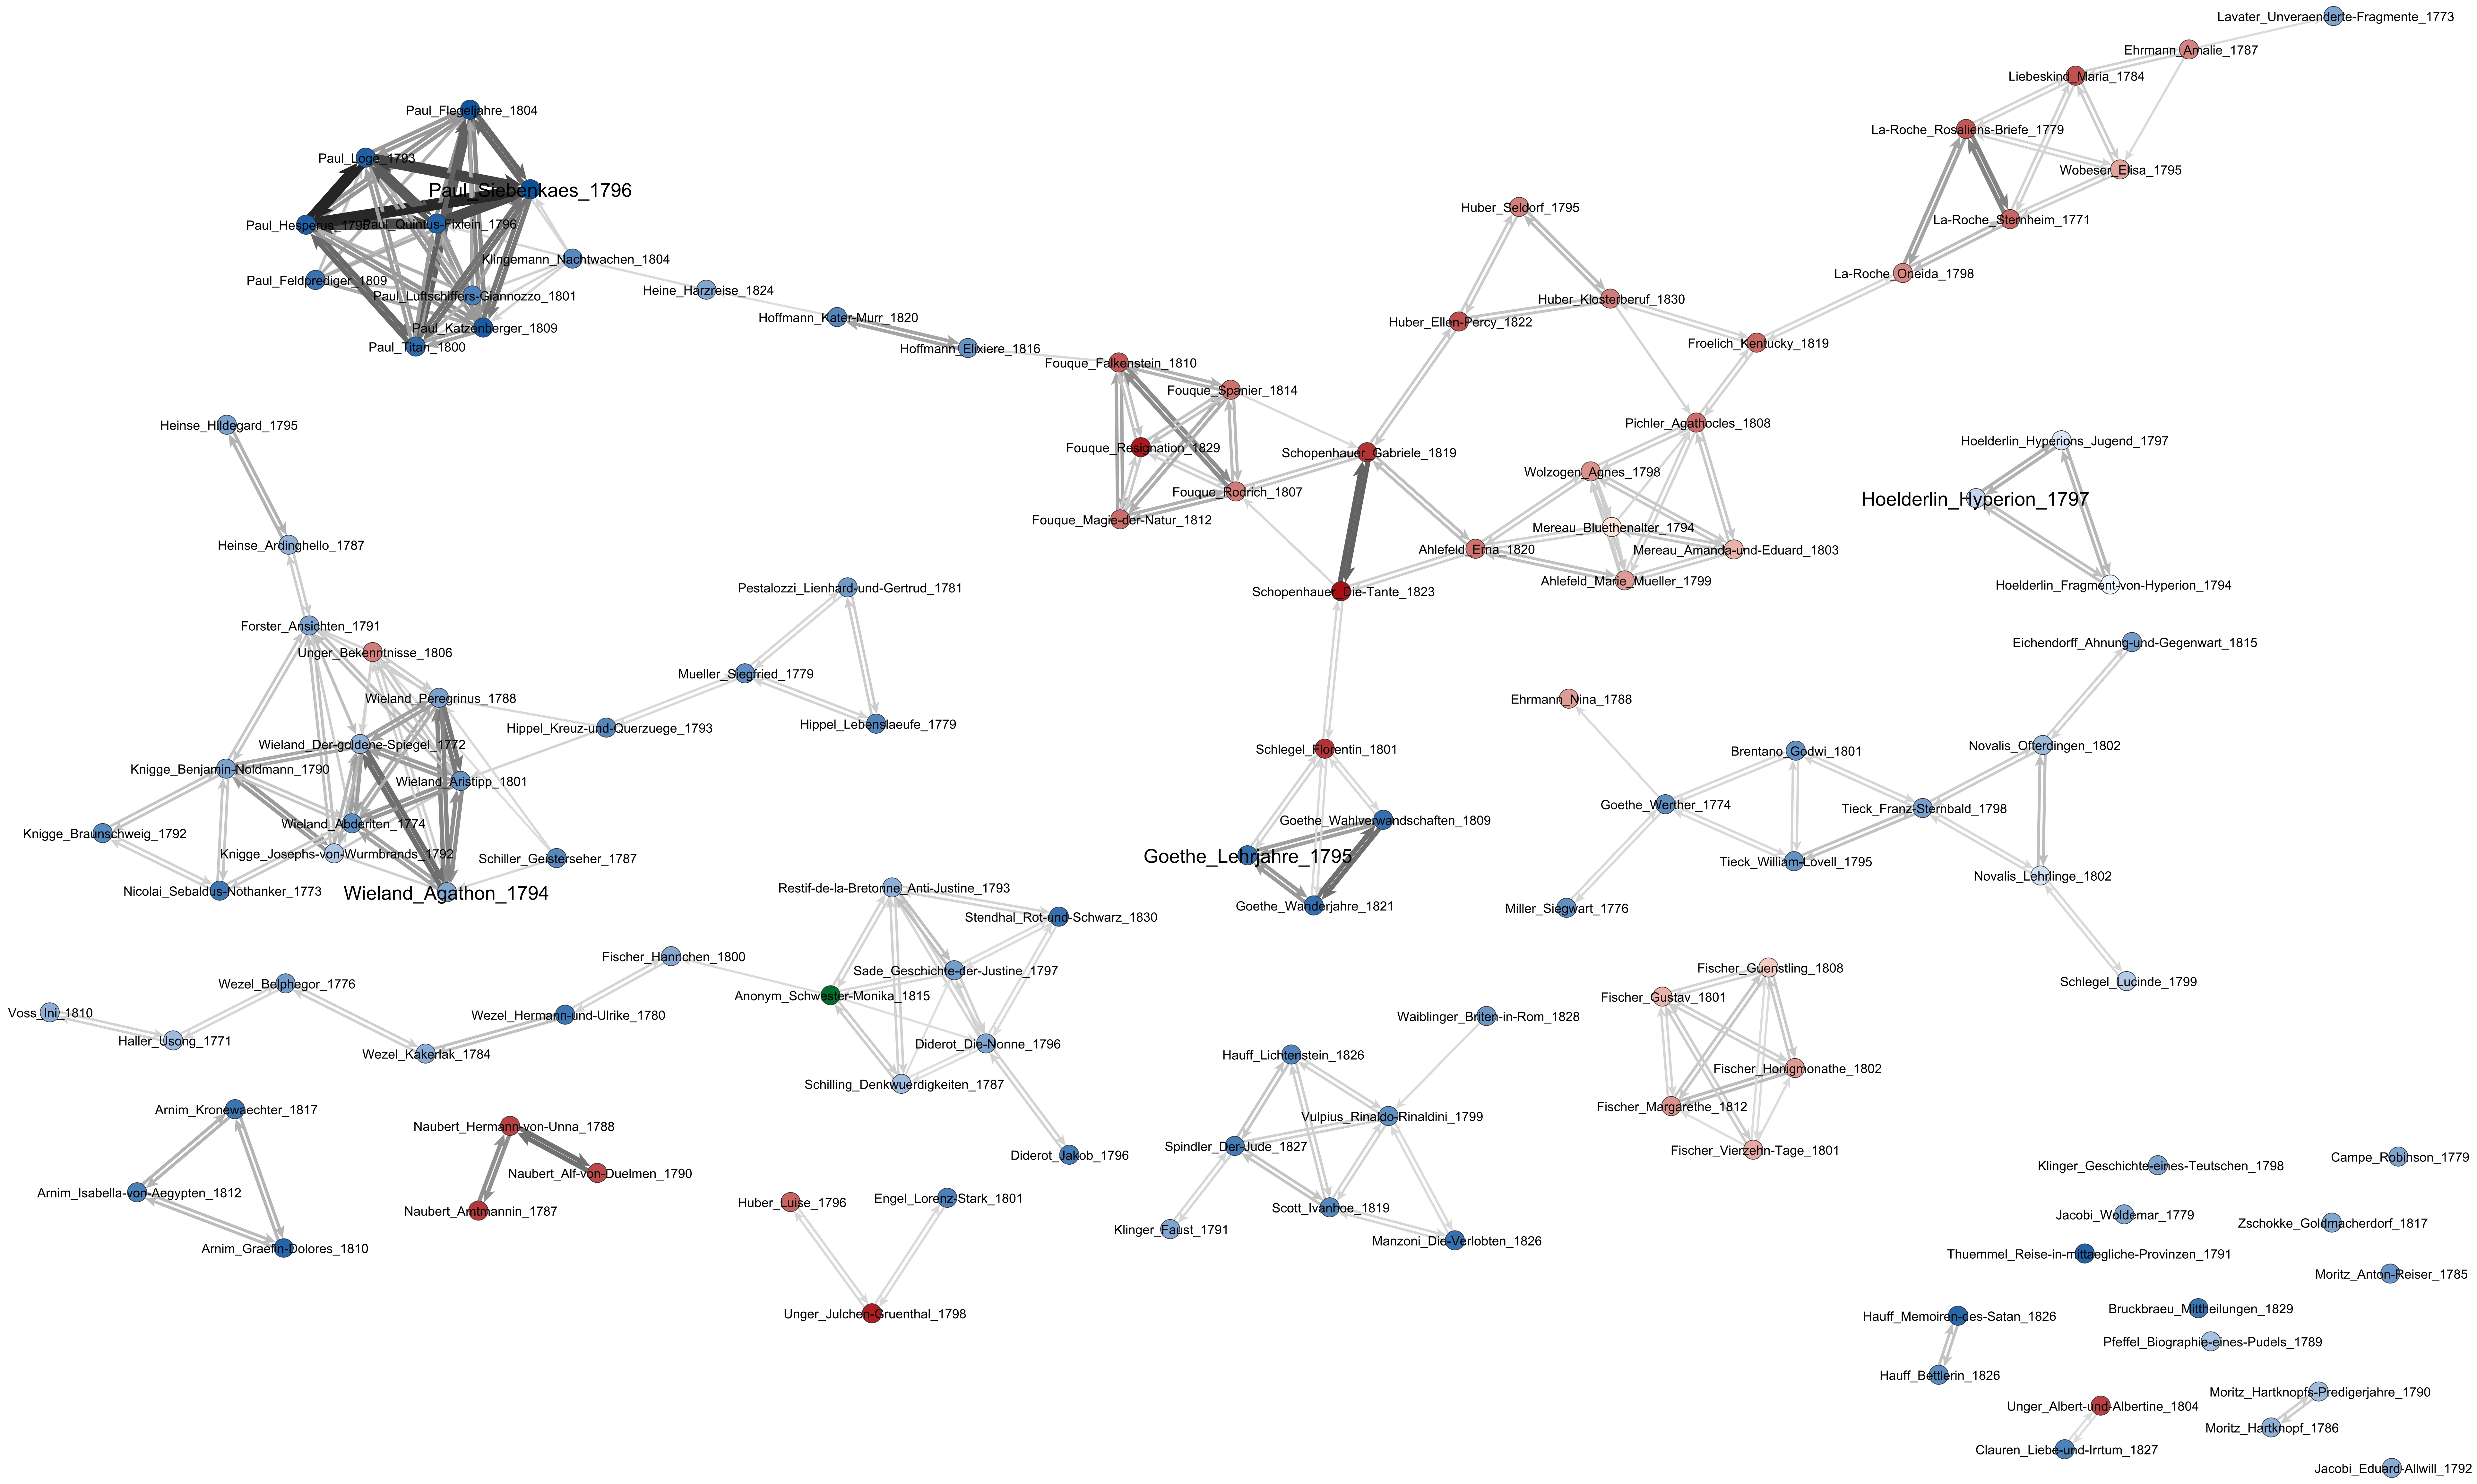 Lavater_Unveraenderte-Fragmente_1773
Ehrmann_Amalie_1787
Liebeskind_Maria_1784
Paul_Flegeljahre_1804
La-Roche_Rosaliens-Briefe_1779
Paul_Loge_1793
Wobeser_Elisa_1795
Paul_Siebenkaes_1796
Huber_Seldorf_1795
La-Roche_Sternheim_1771
Paul_Hesperus_1795
Paul_Quintus-Fixlein_1796
Klingemann_Nachtwachen_1804
La-Roche_Oneida_1798
Paul_Feldprediger_1809
Heine_Harzreise_1824
Paul_Luftschiffers-Giannozzo_1801
Huber_Klosterberuf_1830
Hoffmann_Kater-Murr_1820
Huber_Ellen-Percy_1822
Paul_Katzenberger_1809
Froelich_Kentucky_1819
Paul_Titan_1800
Hoffmann_Elixiere_1816
Fouque_Falkenstein_1810
Fouque_Spanier_1814
Heinse_Hildegard_1795
Pichler_Agathocles_1808
Hoelderlin_Hyperions_Jugend_1797
Fouque_Resignation_1829
Schopenhauer_Gabriele_1819
Wolzogen_Agnes_1798
Fouque_Rodrich_1807
Hoelderlin_Hyperion_1797
Fouque_Magie-der-Natur_1812
Mereau_Bluethenalter_1794
Heinse_Ardinghello_1787
Ahlefeld_Erna_1820
Mereau_Amanda-und-Eduard_1803
Ahlefeld_Marie_Mueller_1799
Hoelderlin_Fragment-von-Hyperion_1794
Pestalozzi_Lienhard-und-Gertrud_1781
Schopenhauer_Die-Tante_1823
Forster_Ansichten_1791
Eichendorff_Ahnung-und-Gegenwart_1815
Unger_Bekenntnisse_1806
Mueller_Siegfried_1779
Wieland_Peregrinus_1788
Ehrmann_Nina_1788
Hippel_Lebenslaeufe_1779
Hippel_Kreuz-und-Querzuege_1793
Wieland_Der-goldene-Spiegel_1772
Schlegel_Florentin_1801
Brentano_Godwi_1801
Novalis_Ofterdingen_1802
Knigge_Benjamin-Noldmann_1790
Wieland_Aristipp_1801
Goethe_Werther_1774
Tieck_Franz-Sternbald_1798
Goethe_Wahlverwandschaften_1809
Wieland_Abderiten_1774
Knigge_Braunschweig_1792
Knigge_Josephs-von-Wurmbrands_1792
Schiller_Geisterseher_1787
Goethe_Lehrjahre_1795
Tieck_William-Lovell_1795
Novalis_Lehrlinge_1802
Nicolai_Sebaldus-Nothanker_1773
Wieland_Agathon_1794
Restif-de-la-Bretonne_Anti-Justine_1793
Goethe_Wanderjahre_1821
Miller_Siegwart_1776
Stendhal_Rot-und-Schwarz_1830
Fischer_Hannchen_1800
Sade_Geschichte-der-Justine_1797
Fischer_Guenstling_1808
Wezel_Belphegor_1776
Schlegel_Lucinde_1799
Anonym_Schwester-Monika_1815
Fischer_Gustav_1801
Voss_Ini_1810
Wezel_Hermann-und-Ulrike_1780
Waiblinger_Briten-in-Rom_1828
Haller_Usong_1771
Diderot_Die-Nonne_1796
Wezel_Kakerlak_1784
Hauff_Lichtenstein_1826
Fischer_Honigmonathe_1802
Schilling_Denkwuerdigkeiten_1787
Arnim_Kronewaechter_1817
Fischer_Margarethe_1812
Vulpius_Rinaldo-Rinaldini_1799
Naubert_Hermann-von-Unna_1788
Spindler_Der-Jude_1827
Fischer_Vierzehn-Tage_1801
Diderot_Jakob_1796
Campe_Robinson_1779
Klinger_Geschichte-eines-Teutschen_1798
Naubert_Alf-von-Duelmen_1790
Arnim_Isabella-von-Aegypten_1812
Engel_Lorenz-Stark_1801
Huber_Luise_1796
Scott_Ivanhoe_1819
Naubert_Amtmannin_1787
Jacobi_Woldemar_1779
Zschokke_Goldmacherdorf_1817
Klinger_Faust_1791
Manzoni_Die-Verlobten_1826
Arnim_Graefin-Dolores_1810
Thuemmel_Reise-in-mittaegliche-Provinzen_1791
Moritz_Anton-Reiser_1785
Bruckbraeu_Mittheilungen_1829
Unger_Julchen-Gruenthal_1798
Hauff_Memoiren-des-Satan_1826
Pfeffel_Biographie-eines-Pudels_1789
Hauff_Bettlerin_1826
Moritz_Hartknopfs-Predigerjahre_1790
Unger_Albert-und-Albertine_1804
Moritz_Hartknopf_1786
Clauren_Liebe-und-Irrtum_1827
Jacobi_Eduard-Allwill_1792